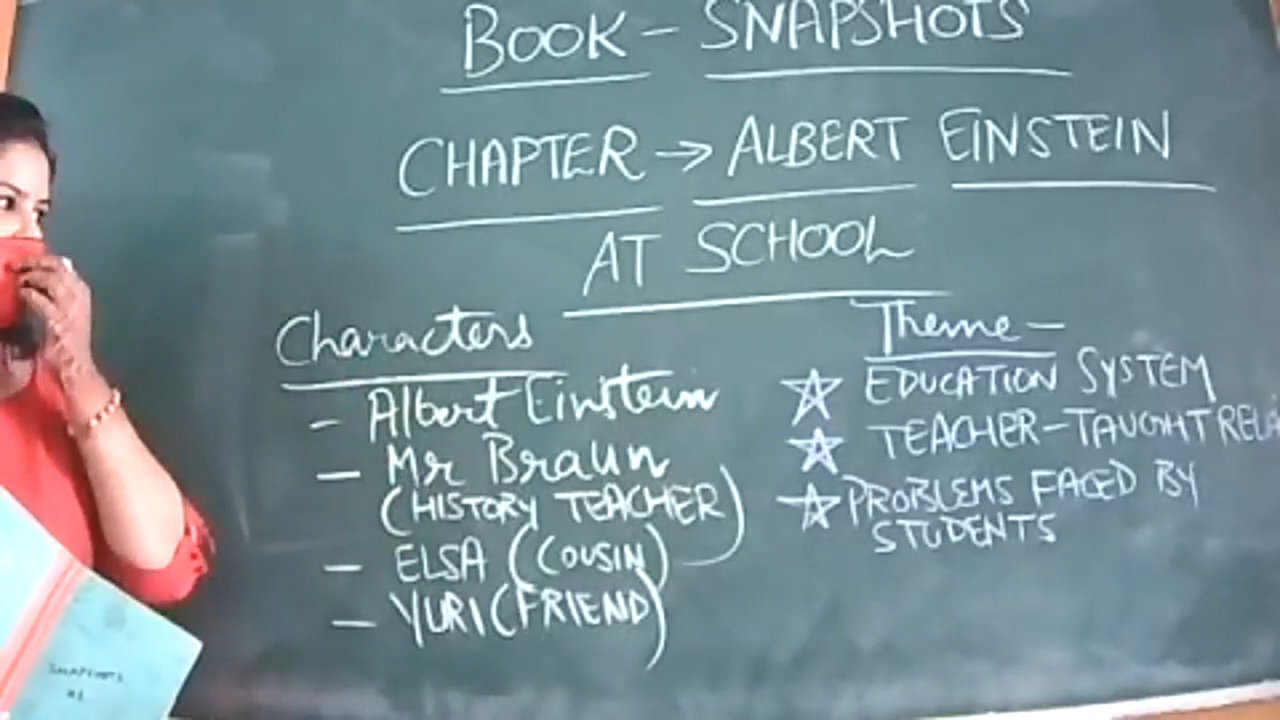 BOOK - SNAPSHOTS
CHAPTER → ALBERT EINSTEIN
AT SCHOOL
Characters
- Albert Einstein
- Mr Braun
(HISTORY TEACHER)
- ELSA (COUSIN)
- YURI (FRIEND)
Theme -
☆ EDUCATION SYSTEM
☆ TEACHER-TAUGHT
☆ PROBLEMS FACED BY
STUDENTS
SNAPSHOTS